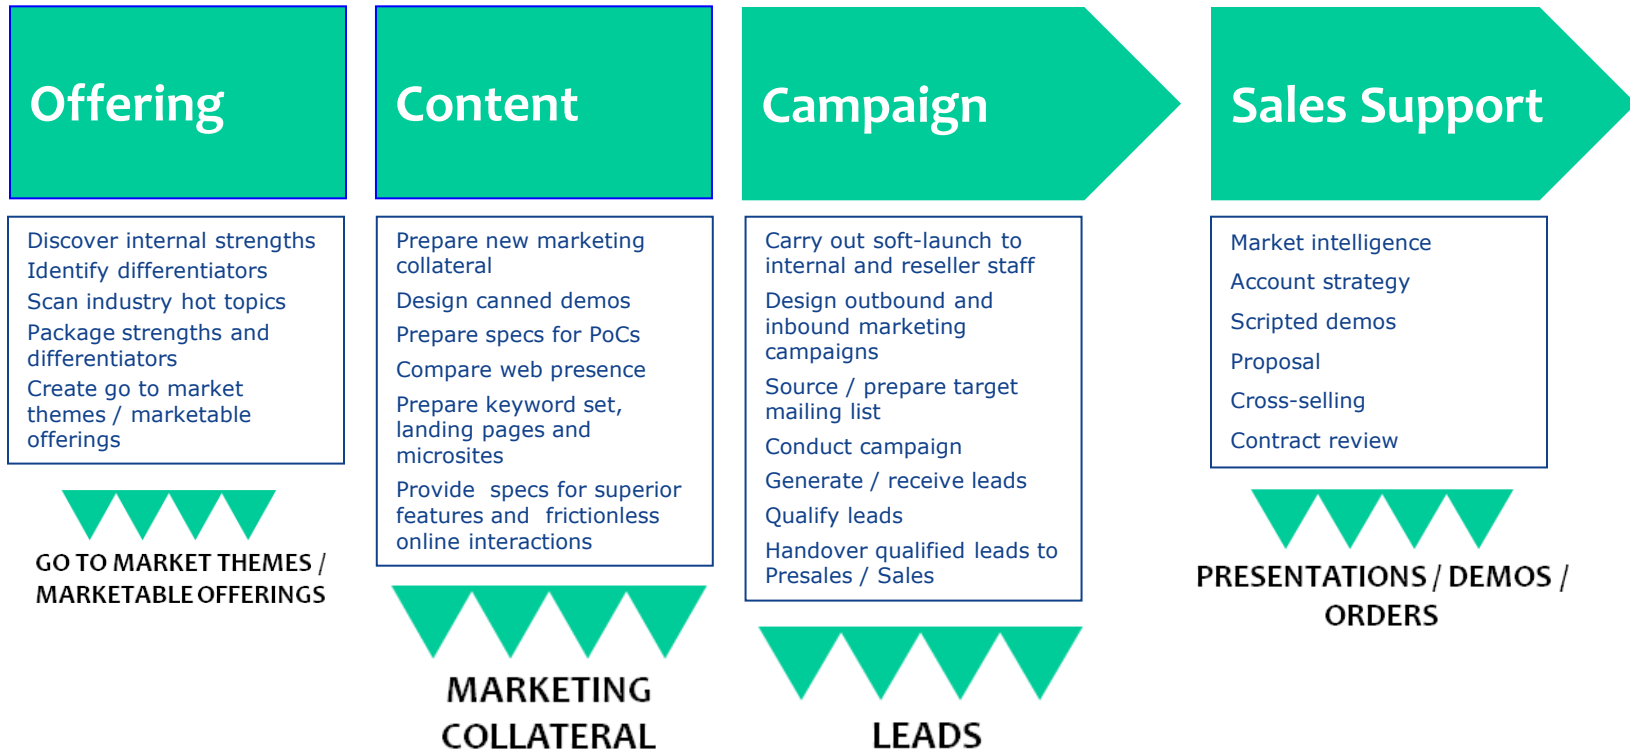 Offering
Discover internal strengths
Identify differentiators
Scan industry hot topics
Package strengths and
differentiators
Create go to market
themes / marketable
offerings
GO TO MARKET THEMES /
MARKETABLE OFFERINGS
Content
Prepare new marketing
collateral
Design canned demos
Prepare specs for PoCs
Compare web presence
Prepare keyword set,
landing pages and
microsites
Provide specs for superior
features and frictionless
online interactions
MARKETING
COLLATERAL
Campaign
Carry out soft-launch to
internal and reseller staff
Design outbound and
inbound marketing
campaigns
Source / prepare target
mailing list
Conduct campaign
Generate / receive leads
Qualify leads
Handover qualified leads to
Presales / Sales
LEADS
Sales Support
Market intelligence
Account strategy
Scripted demos
Proposal
Cross-selling
Contract review
PRESENTATIONS / DEMOS /
ORDERS